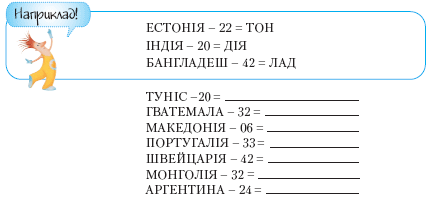 Наприклад!
ЕСТОНІЯ – 22 = ТОН
ІНДІЯ – 20 = ДІЯ
БАНГЛАДЕШ – 42 = ЛАД
ТУНІС –20 =
ГВАТЕМАЛА – 32 =
МАКЕДОНІЯ – 06 =
ПОРТУГАЛІЯ – 33=
ШВЕЙЦАРІЯ – 42 =
МОНГОЛІЯ – 32 =
АРГЕНТИНА – 24 =